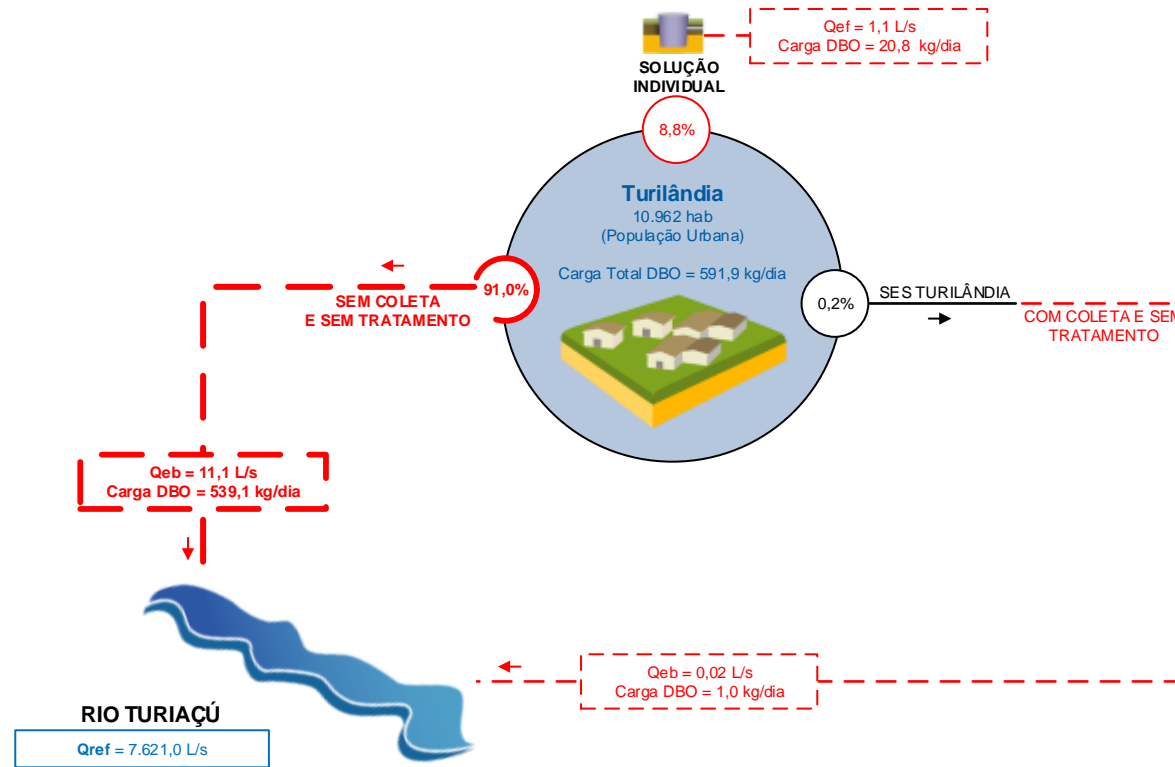 Qef = 1,1 L/s
Carga DBO = 20,8 kg/dia
SOLUÇÃO
INDIVIDUAL
8,8%
Turilândia
10.962 hab
(População Urbana)
Carga Total DBO = 591,9 kg/dia
91,0%
SEM COLETA
E SEM TRATAMENTO
0,2%
SES TURILÂNDIA
COM COLETA E SEM
TRATAMENTO
Qeb = 11,1 L/s
Carga DBO = 539,1 kg/dia
Qeb = 0,02 L/s
Carga DBO = 1,0 kg/dia
RIO TURIAÇÚ
Qref = 7.621,0 L/s